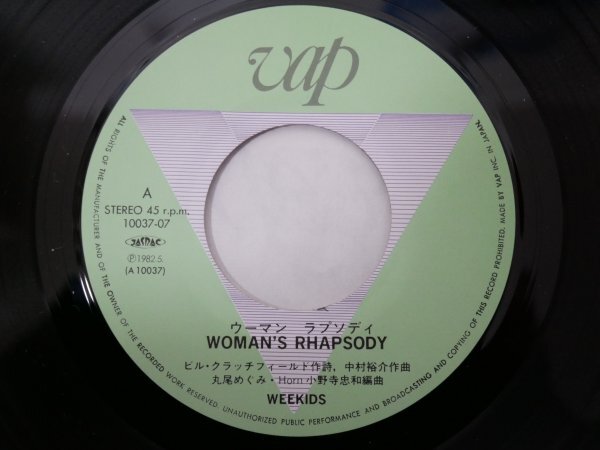 vap
A
STEREO 45 r.p.m.
10037-07
JASRAC
Ⓟ1982.5.
(A 10037)
ウーマン ラプソディ
WOMAN'S RHAPSODY
ビル・クラッチフィールド作詩, 中村裕介作曲
丸尾めぐみ・Horn小野寺忠和編曲
WEEKIDS
ALL RIGHTS OF THE MANUFACTURER AND OF THE OWNER OF THE RECORDED WORK RESERVED. UNAUTHORIZED PUBLIC PERFORMANCE AND BROADCASTING AND COPYING OF THIS RECORD PROHIBITED. MADE BY VAP INC. IN JAPAN.